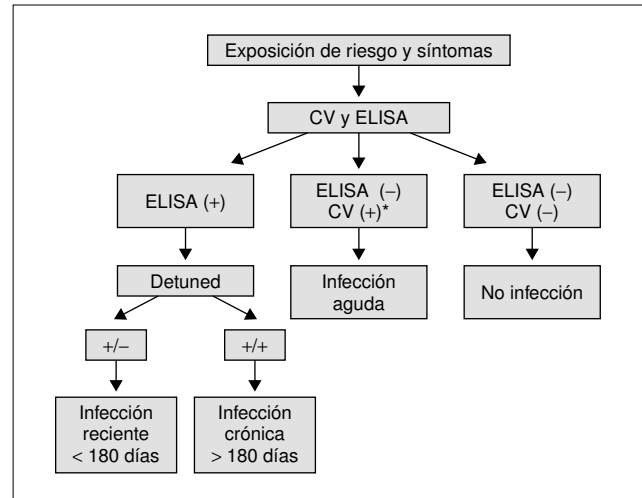 Exposición de riesgo y síntomas
CV y ELISA
ELISA (+)
ELISA (–)
CV (+)*
ELISA (–)
CV (–)
Detuned
Infección
aguda
No infección
+/–
+/+
Infección
reciente
< 180 días
Infección
crónica
> 180 días